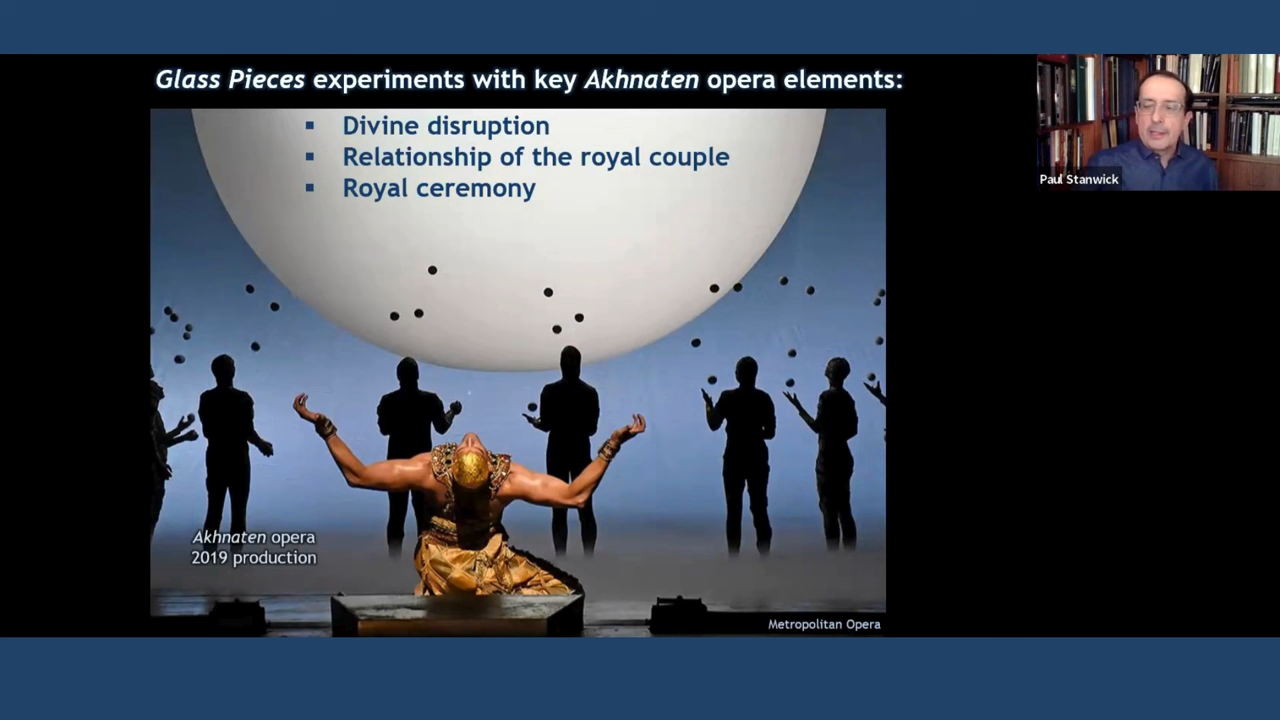 Glass Pieces experiments with key Akhnaten opera elements:
▪ Divine disruption
▪ Relationship of the royal couple
▪ Royal ceremony
Paul Stanwick
Akhnaten opera
2019 production
Metropolitan Opera